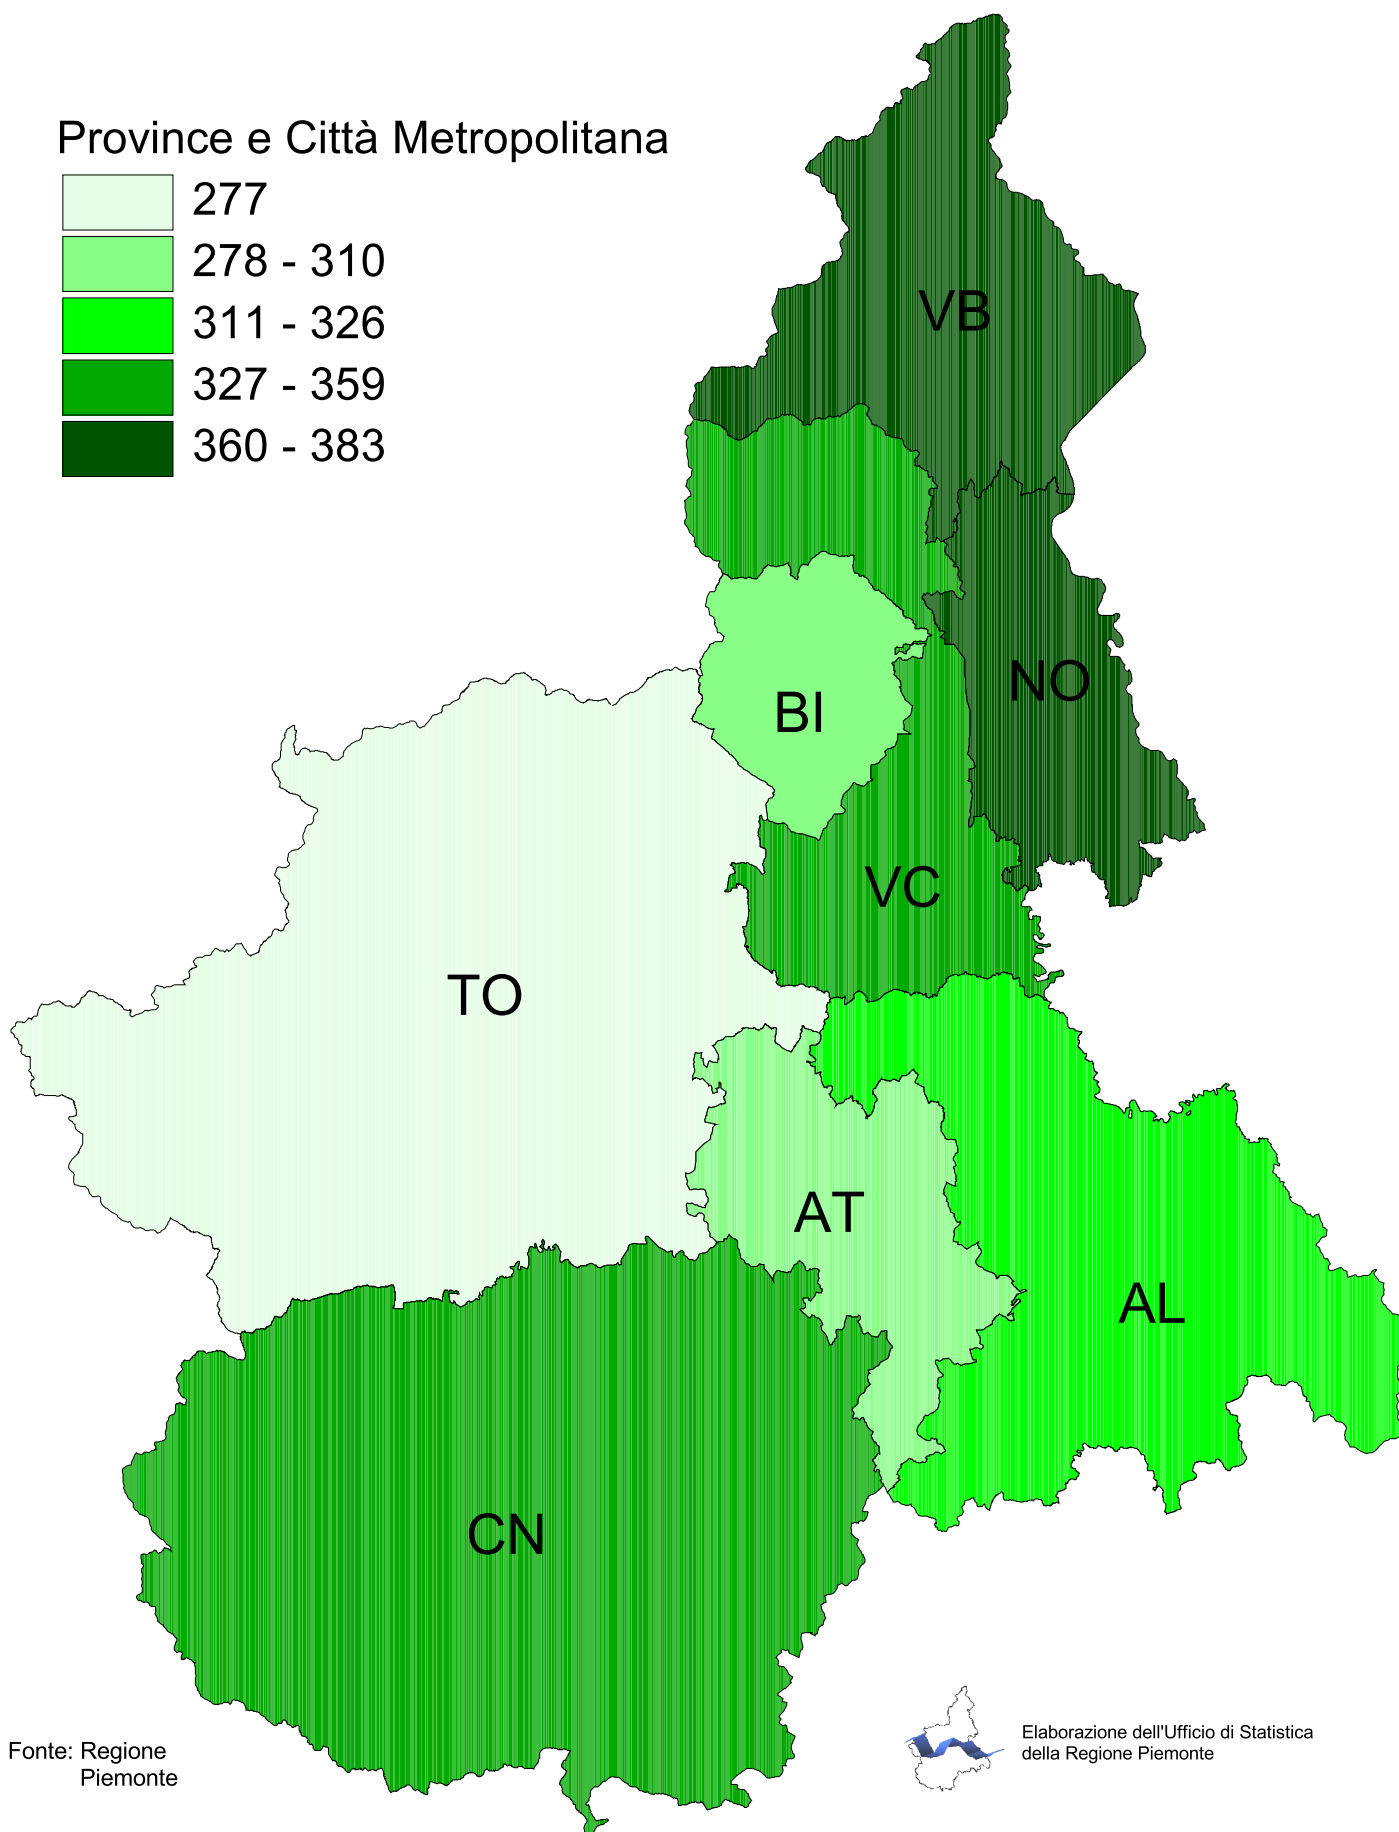 Province e Città Metropolitana
277
278 - 310
311 - 326
327 - 359
360 - 383
VB
NO
BI
VC
TO
AT
AL
CN
Fonte: Regione
Piemonte
Elaborazione dell'Ufficio di Statistica
della Regione Piemonte